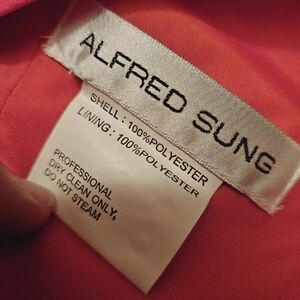 ALFRED SUNG
SHELL : 100%POLYESTER
LINING : 100%POLYESTER
PROFESSIONAL
DRY CLEAN ONLY,
DO NOT STEAM